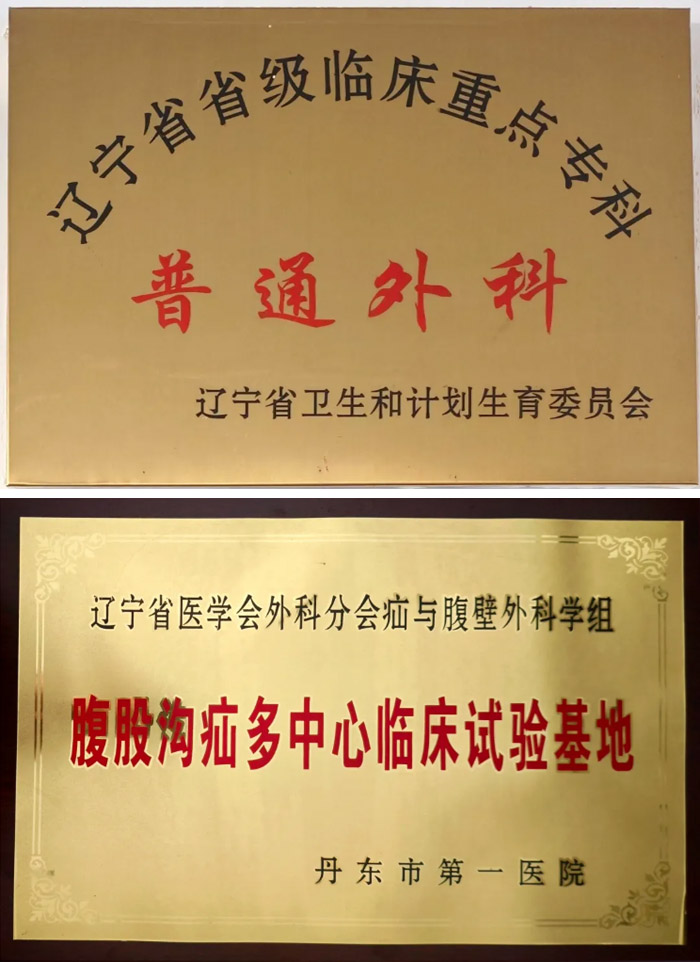 辽宁省省级临床重点专科
普通外科
辽宁省卫生和计划生育委员会
辽宁省医学会外科分会疝与腹壁外科学组
腹股沟疝多中心临床试验基地
丹东市第一医院